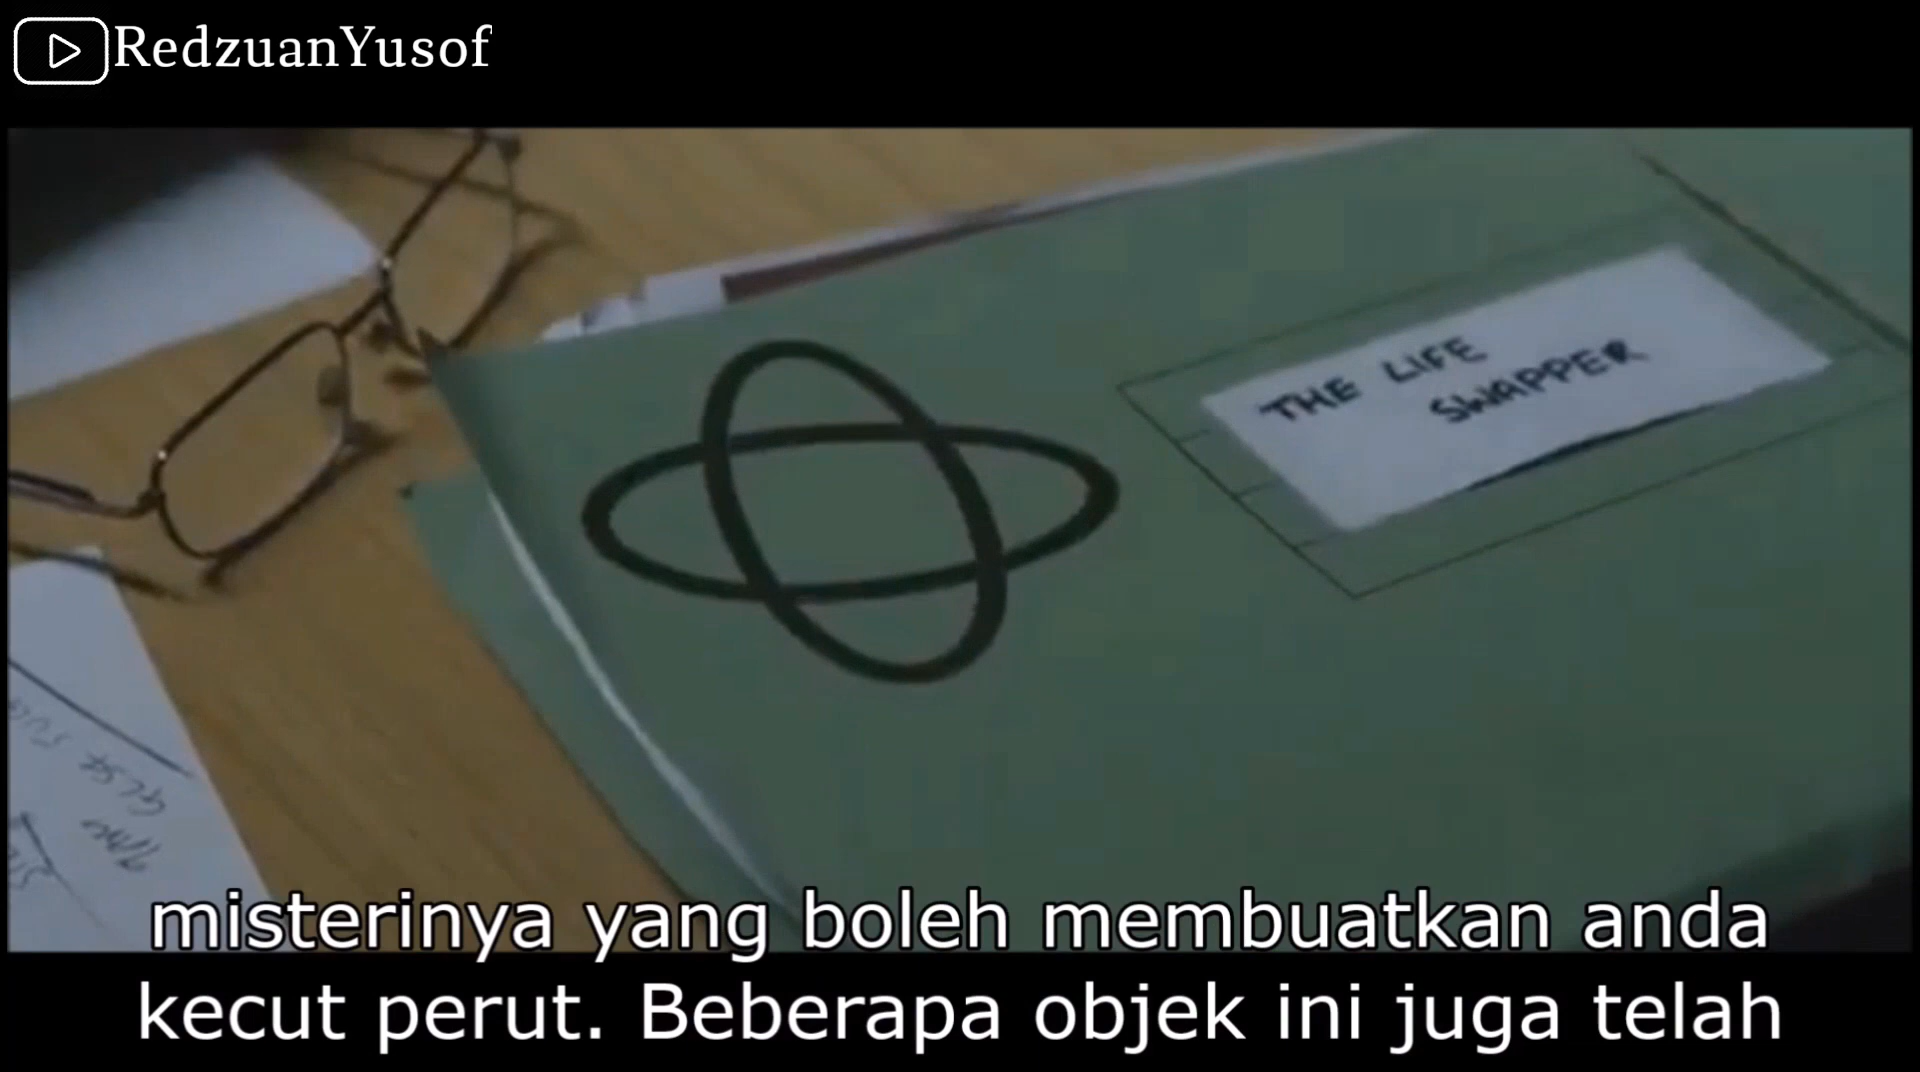 RedzuanYusof
THE LIFE
SWAPPER
misterinya yang boleh membuatkan anda
kecut perut. Beberapa objek ini juga telah